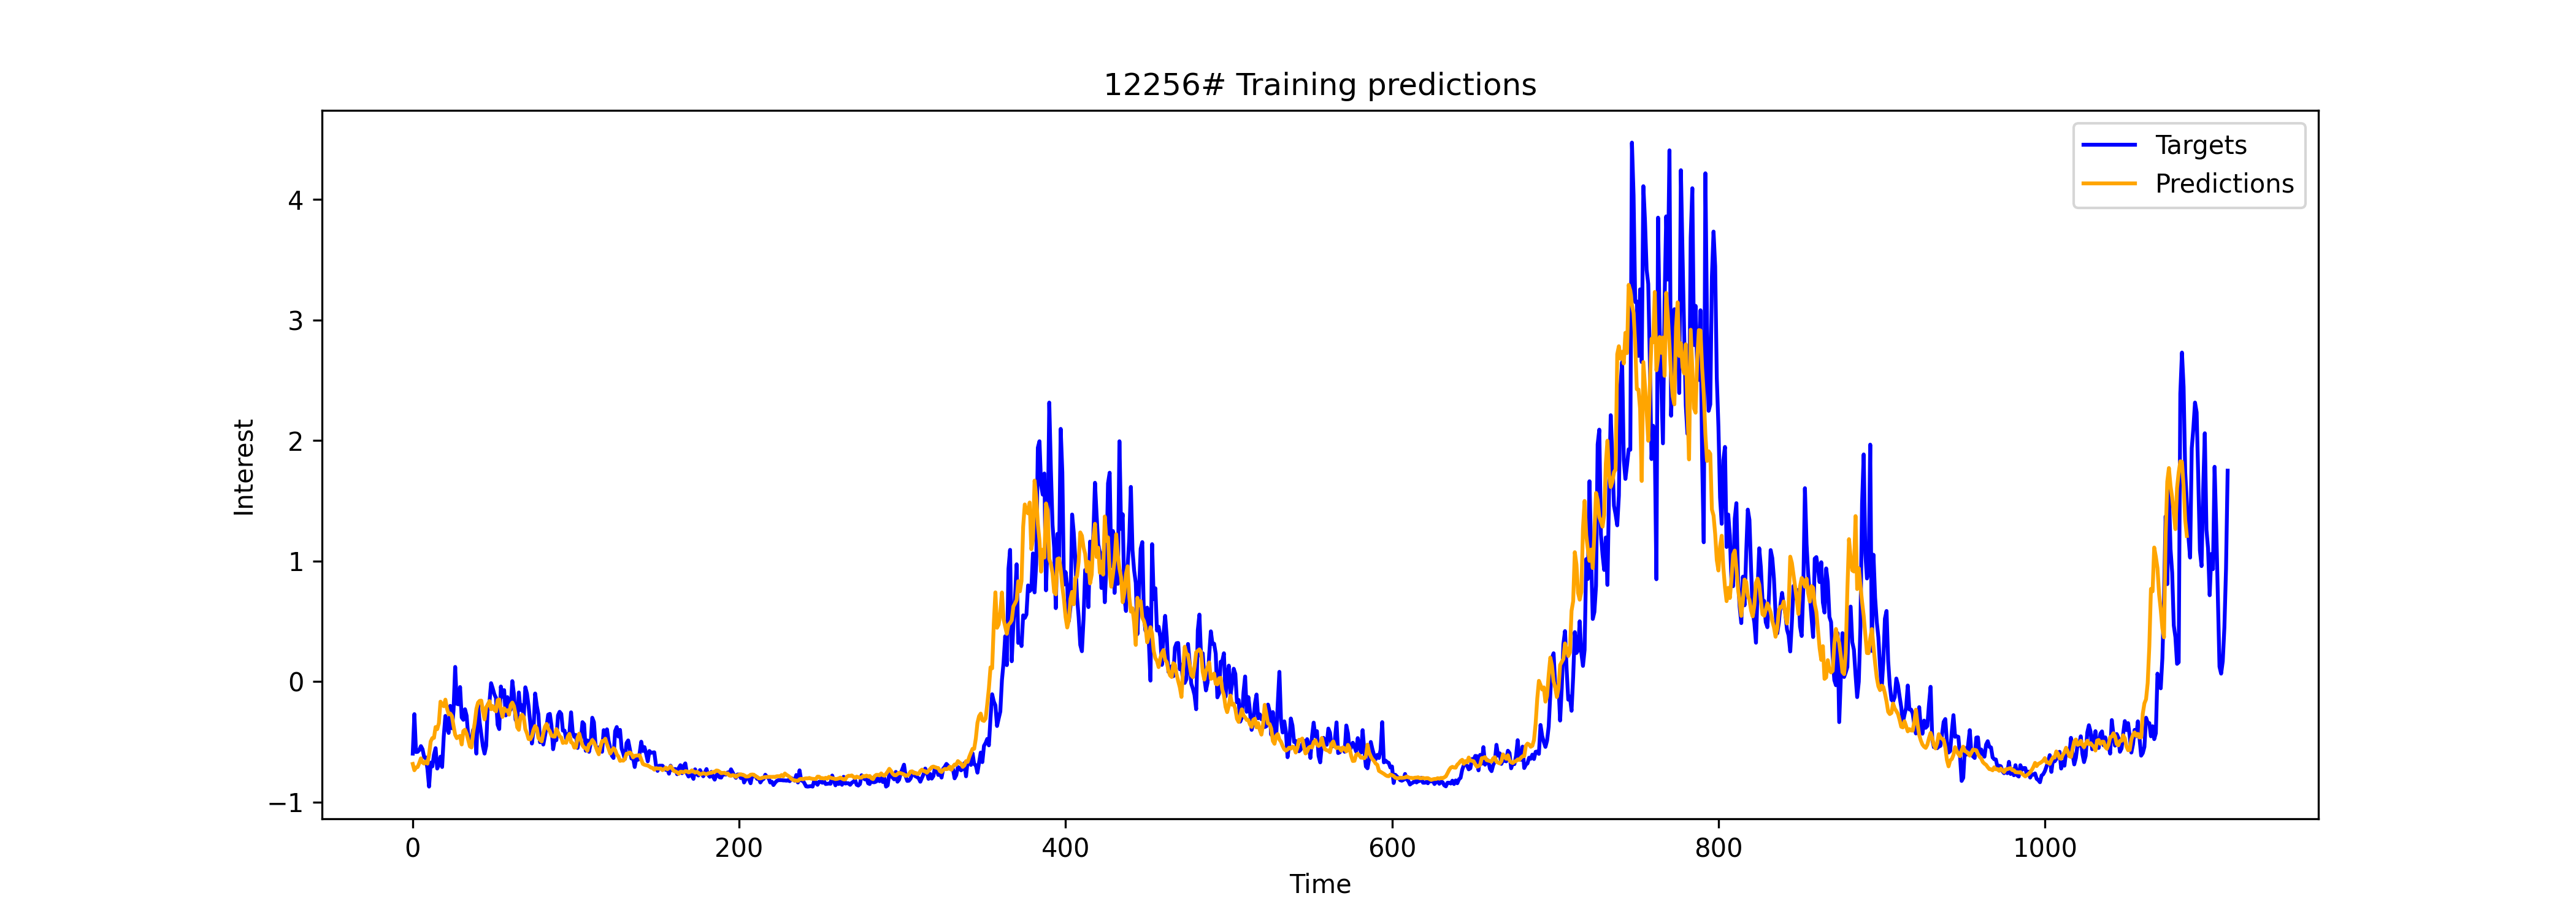 12256# Training predictions
Targets
Predictions
4
3
2
1
0
−1
Interest
0 200 400 600 800 1000
Time